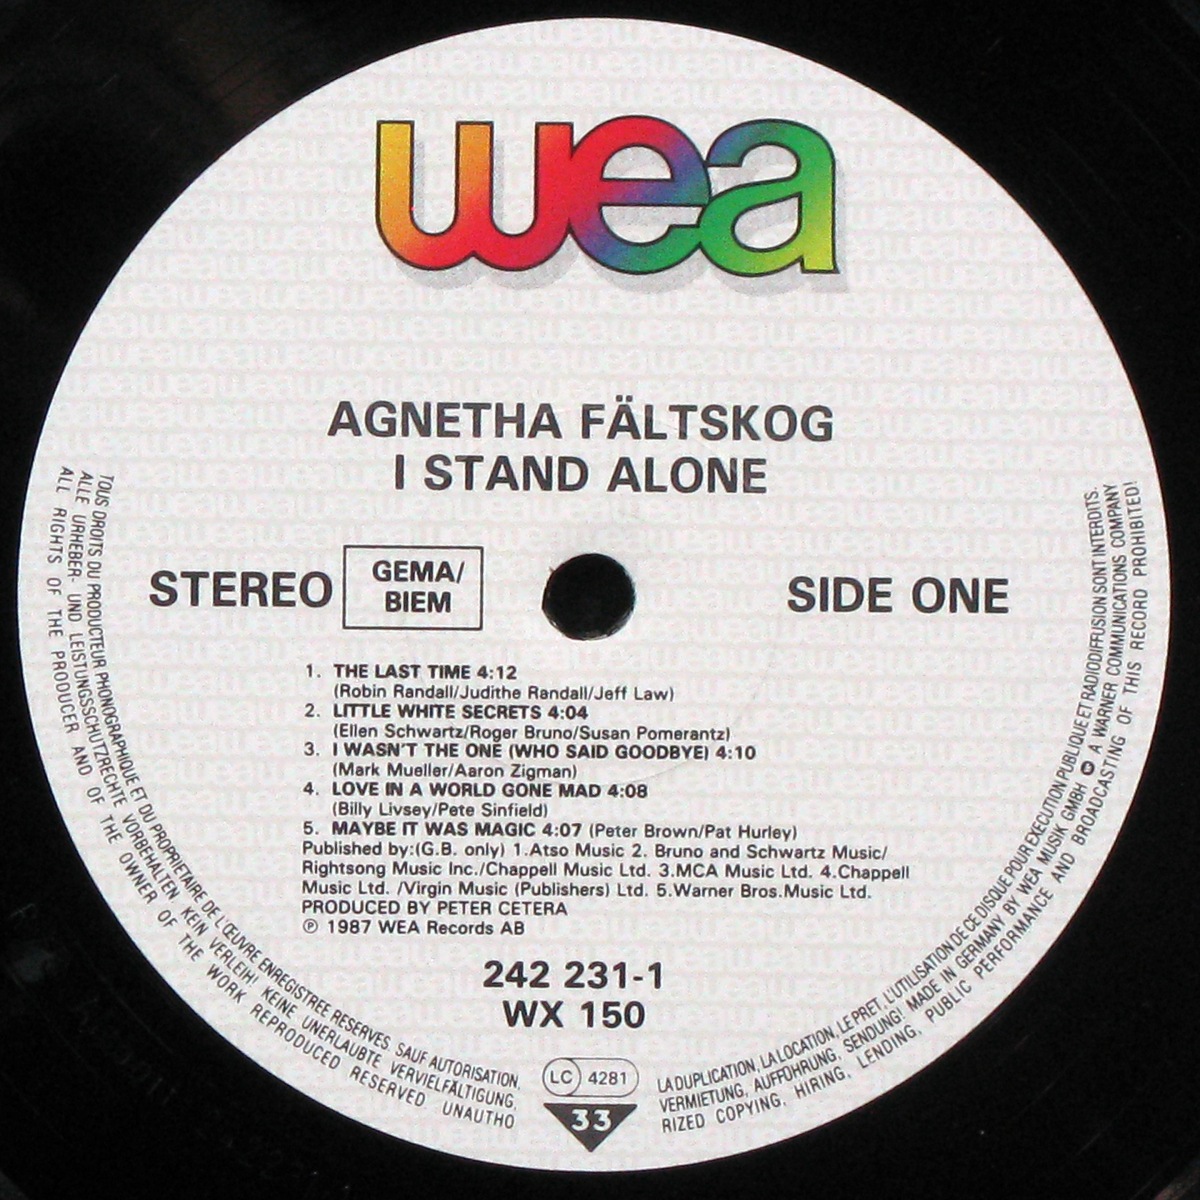 wea
AGNETHA FÄLTSKOG
I STAND ALONE
STEREO
GEMA/
BIEM
SIDE ONE
1. THE LAST TIME 4:12
(Robin Randall/Judithe Randall/Jeff Law)
2. LITTLE WHITE SECRETS 4:04
(Ellen Schwartz/Roger Bruno/Susan Pomerantz)
3. I WASN'T THE ONE (WHO SAID GOODBYE) 4:10
(Mark Mueller/Aaron Zigman)
4. LOVE IN A WORLD GONE MAD 4:08
(Billy Livsey/Pete Sinfield)
5. MAYBE IT WAS MAGIC 4:07 (Peter Brown/Pat Hurley)
Published by:(G.B. only) 1.Atso Music 2. Bruno and Schwartz Music/
Rightsong Music Inc./Chappell Music Ltd. 3.MCA Music Ltd. 4.Chappell
Music Ltd. /Virgin Music (Publishers) Ltd. 5.Warner Bros.Music Ltd.
PRODUCED BY PETER CETERA
℗ 1987 WEA Records AB
242 231-1
WX 150
LC 4281
33
TOUS DROITS DU PRODUCTEUR PHONOGRAPHIQUE ET DU PROPRIETAIRE DE L'ŒUVRE ENREGISTREE RESERVES. SAUF AUTORISATION, LA DUPLICATION, LA LOCATION, LE PRET, L'UTILISATION DE CE DISQUE POUR EXECUTION PUBLIQUE ET RADIODIFFUSION SONT INTERDITS.
ALLE URHEBER- UND LEISTUNGSSCHUTZRECHTE VORBEHALTEN. KEIN VERLEIH! KEINE UNERLAUBTE VERVIELFÄLTIGUNG, VERMIETUNG, AUFFÜHRUNG, SENDUNG! MADE IN GERMANY BY WEA MUSIK GMBH A WARNER COMMUNICATIONS COMPANY
ALL RIGHTS OF THE PRODUCER AND OF THE OWNER OF THE WORK REPRODUCED RESERVED. UNAUTHORIZED COPYING, HIRING, LENDING, PUBLIC PERFORMANCE AND BROADCASTING OF THIS RECORD PROHIBITED!